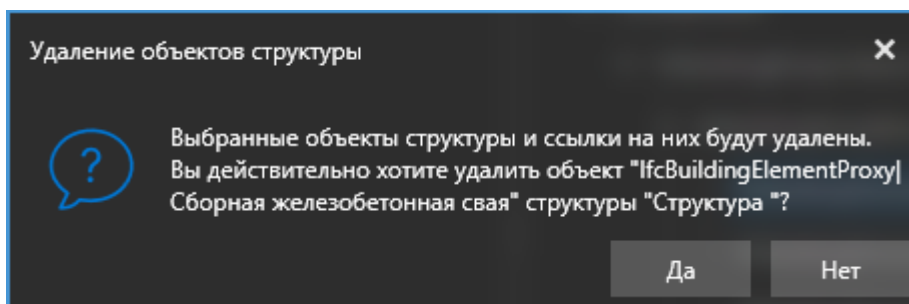 Удаление объектов структуры
Выбранные объекты структуры и ссылки на них будут удалены.
Вы действительно хотите удалить объект "IfcBuildingElementProxy|
Сборная железобетонная свая" структуры "Структура "?
Да
Нет